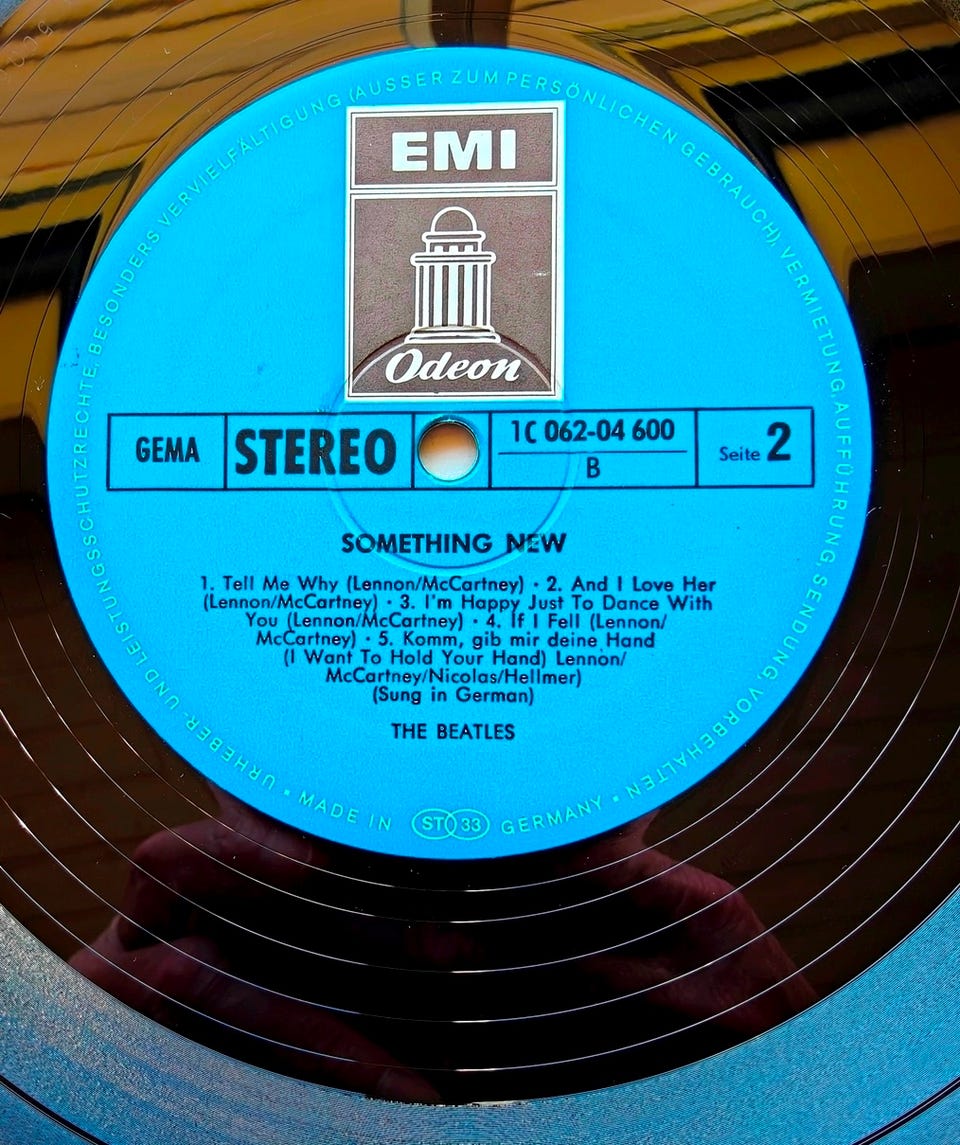 URHEBER- UND LEISTUNGSSCHUTZRECHTE, BESONDERS VERVIELFÄLTIGUNG (AUSSER ZUM PERSÖNLICHEN GEBRAUCH), VERMIETUNG, AUFFÜHRUNG, SENDUNG, VORBEHALTEN
EMI
Odeon
GEMA
STEREO
1C 062-04 600
B
Seite 2
SOMETHING NEW
1. Tell Me Why (Lennon/McCartney) · 2. And I Love Her
(Lennon/McCartney) · 3. I'm Happy Just To Dance With
You (Lennon/McCartney) · 4. If I Fell (Lennon/
McCartney) · 5. Komm, gib mir deine Hand
(I Want To Hold Your Hand) Lennon/
McCartney/Nicolas/Hellmer)
(Sung in German)
THE BEATLES
▪ MADE IN ST 33 GERMANY ▪